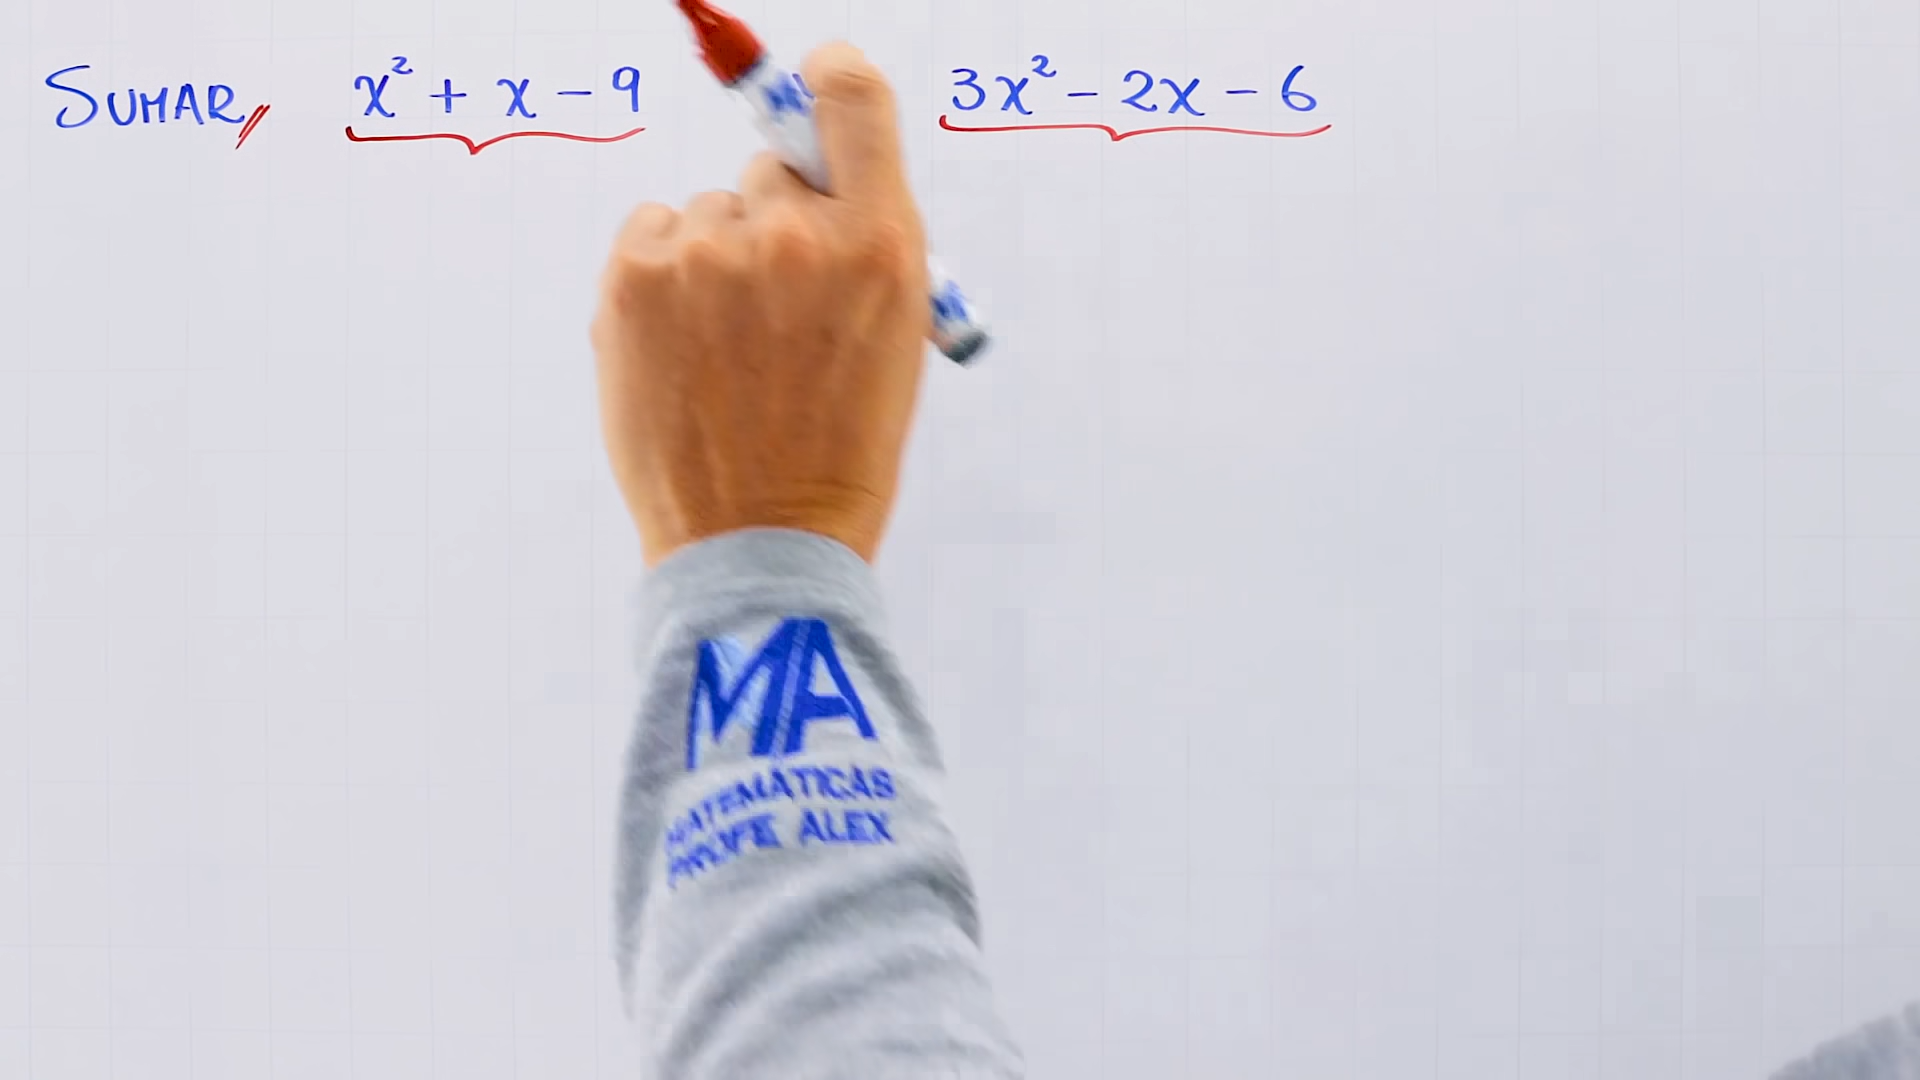 SUMAR, x² + x - 9 3x² - 2x - 6
MA
MATEMÁTICAS
PROFE ALEX